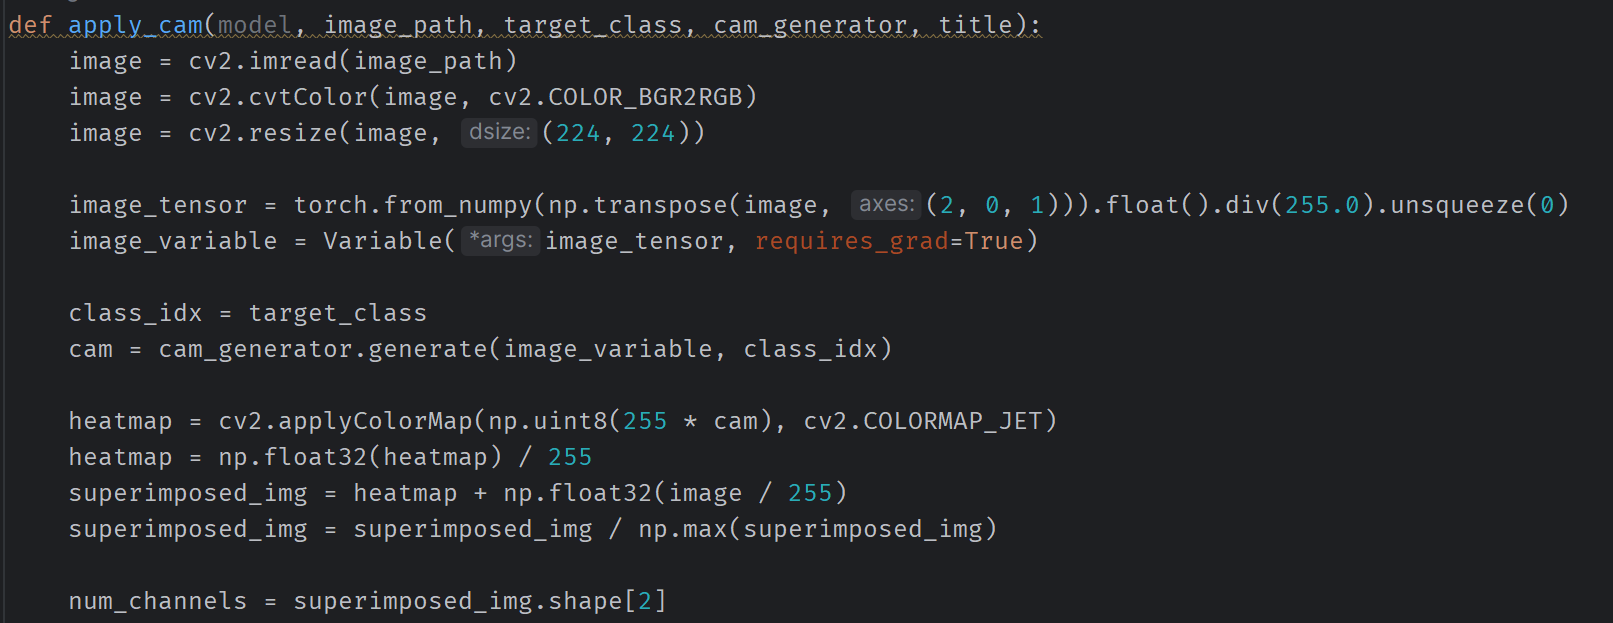 def apply_cam(model, image_path, target_class, cam_generator, title):
    image = cv2.imread(image_path)
    image = cv2.cvtColor(image, cv2.COLOR_BGR2RGB)
    image = cv2.resize(image, dsize: (224, 224))
    image_tensor = torch.from_numpy(np.transpose(image, axes: (2, 0, 1))).float().div(255.0).unsqueeze(0)
    image_variable = Variable( *args: image_tensor, requires_grad=True)
    class_idx = target_class
    cam = cam_generator.generate(image_variable, class_idx)
    heatmap = cv2.applyColorMap(np.uint8(255 * cam), cv2.COLORMAP_JET)
    heatmap = np.float32(heatmap) / 255
    superimposed_img = heatmap + np.float32(image / 255)
    superimposed_img = superimposed_img / np.max(superimposed_img)
    num_channels = superimposed_img.shape[2]